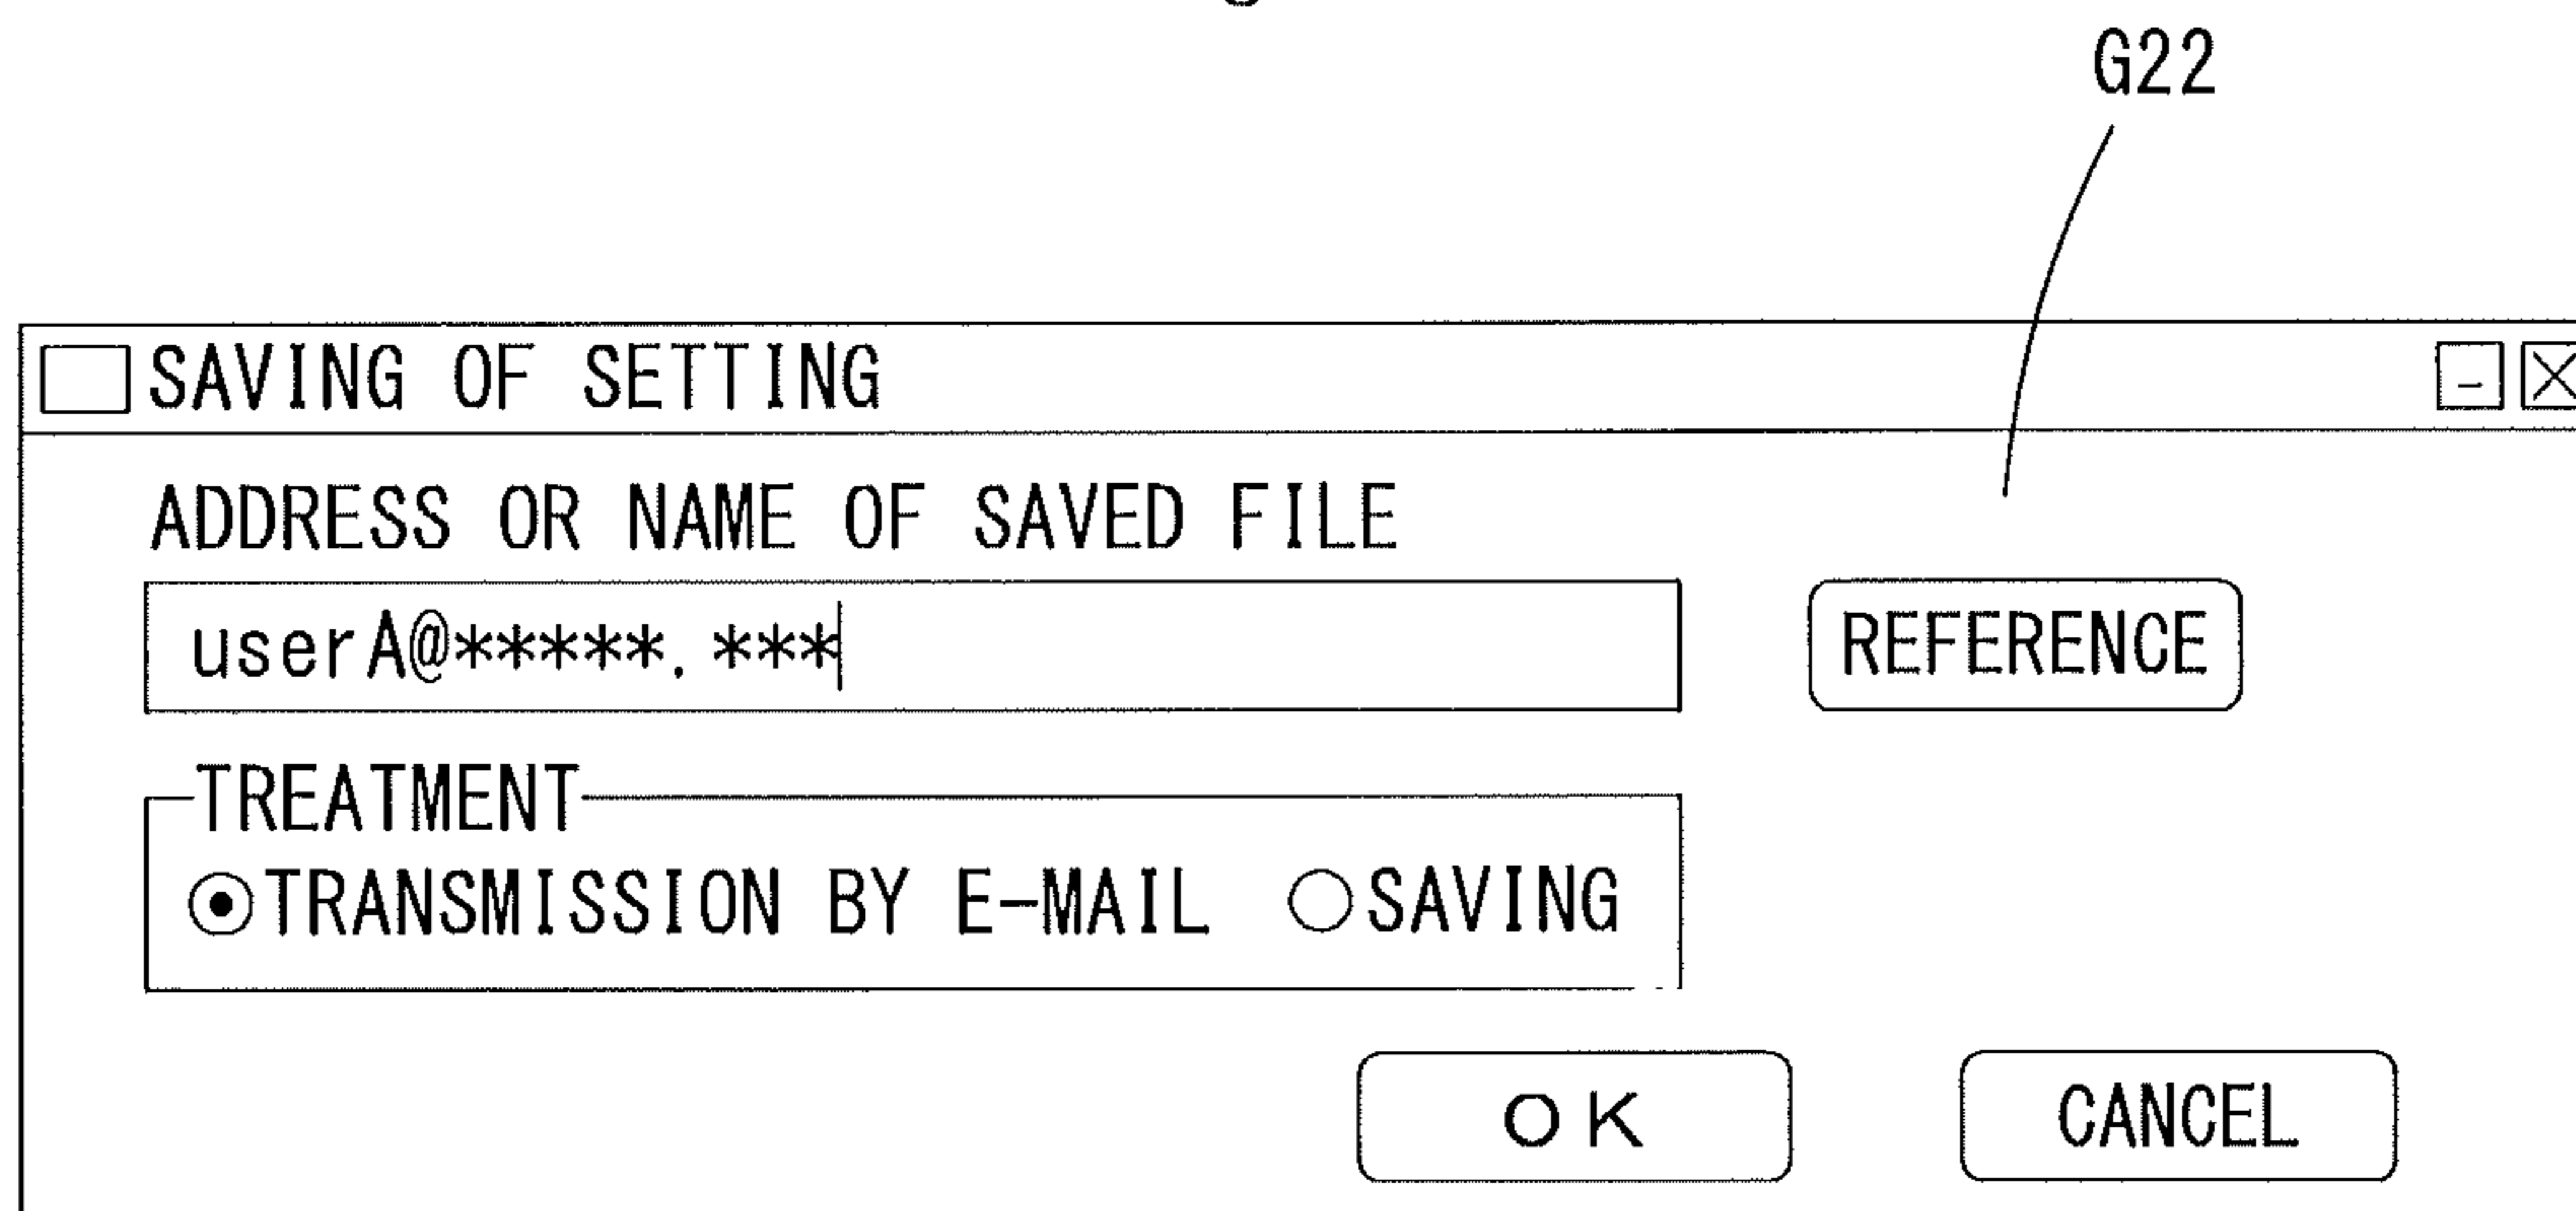 G22
SAVING OF SETTING
ADDRESS OR NAME OF SAVED FILE
userA@*****.***
REFERENCE
TREATMENT
TRANSMISSION BY E-MAIL SAVING
OK CANCEL